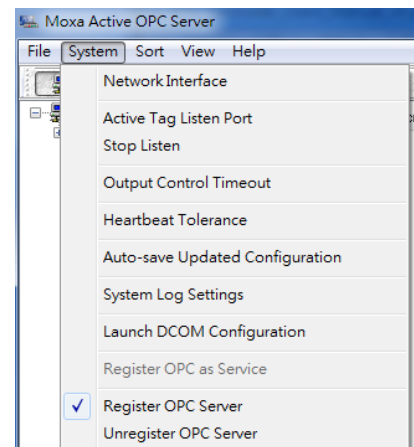 Moxa Active OPC Server
File System Sort View Help
Network Interface
Active Tag Listen Port
Stop Listen
Output Control Timeout
Heartbeat Tolerance
Auto-save Updated Configuration
System Log Settings
Launch DCOM Configuration
Register OPC as Service
Register OPC Server
Unregister OPC Server